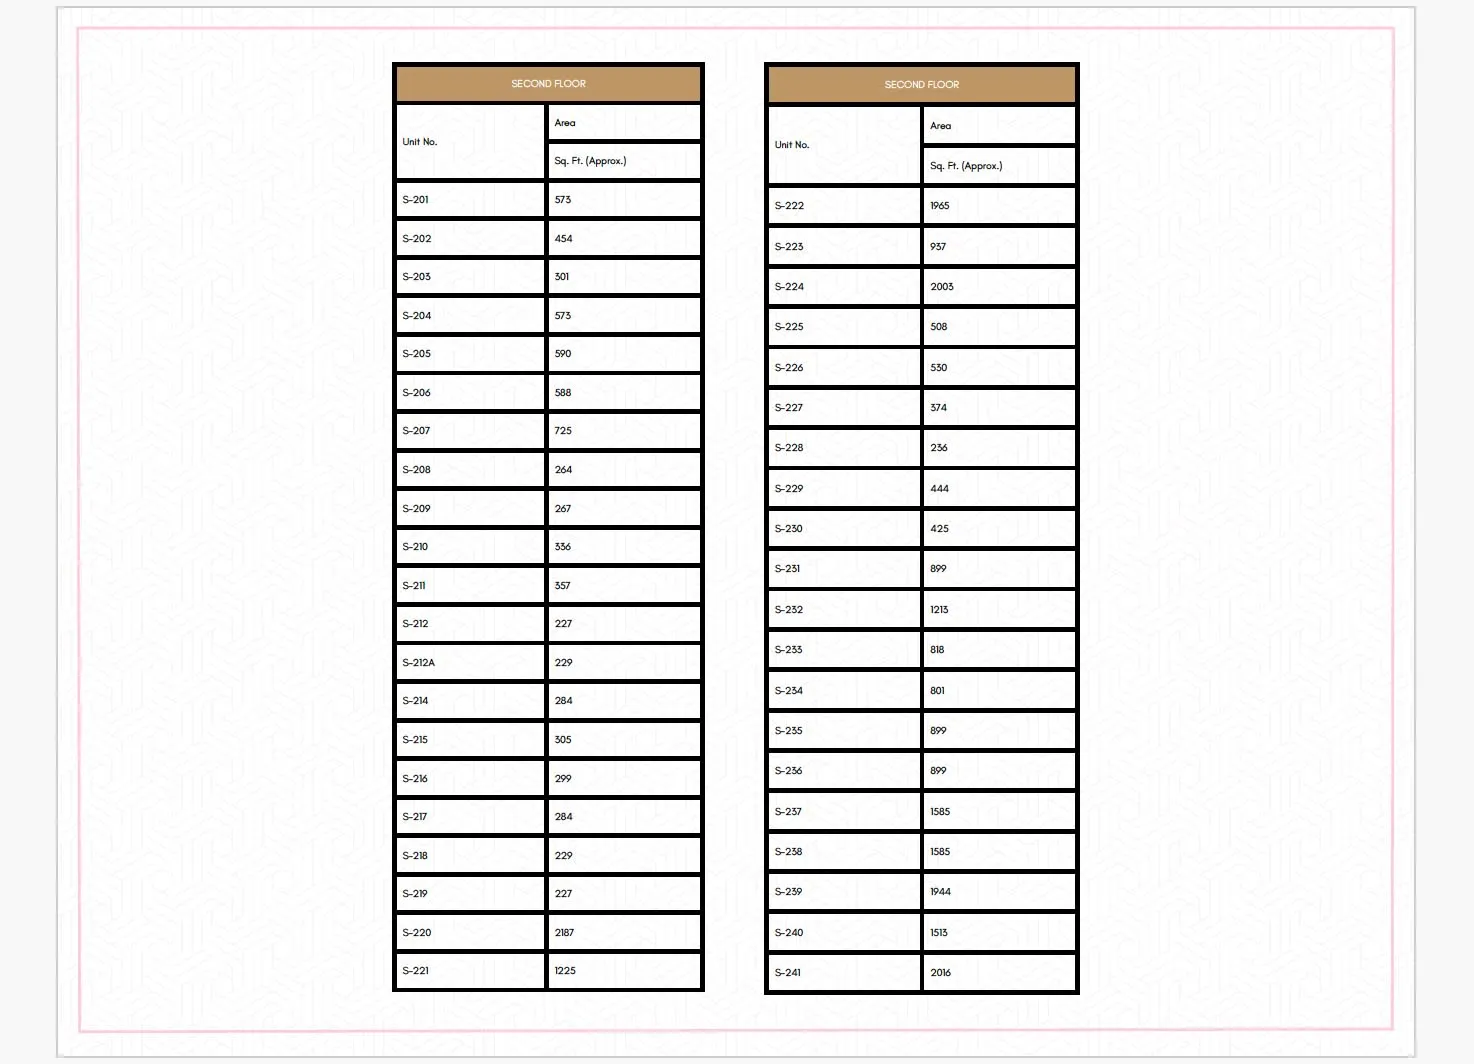 SECOND FLOOR
Unit No.
Area
Sq. Ft. (Approx.)
S-201 573
S-202 454
S-203 301
S-204 573
S-205 590
S-206 588
S-207 725
S-208 264
S-209 267
S-210 336
S-211 357
S-212 227
S-212A 229
S-214 284
S-215 305
S-216 299
S-217 284
S-218 229
S-219 227
S-220 2187
S-221 1225
SECOND FLOOR
Unit No.
Area
Sq. Ft. (Approx.)
S-222 1965
S-223 937
S-224 2003
S-225 508
S-226 530
S-227 374
S-228 236
S-229 444
S-230 425
S-231 899
S-232 1213
S-233 818
S-234 801
S-235 899
S-236 899
S-237 1585
S-238 1585
S-239 1944
S-240 1513
S-241 2016